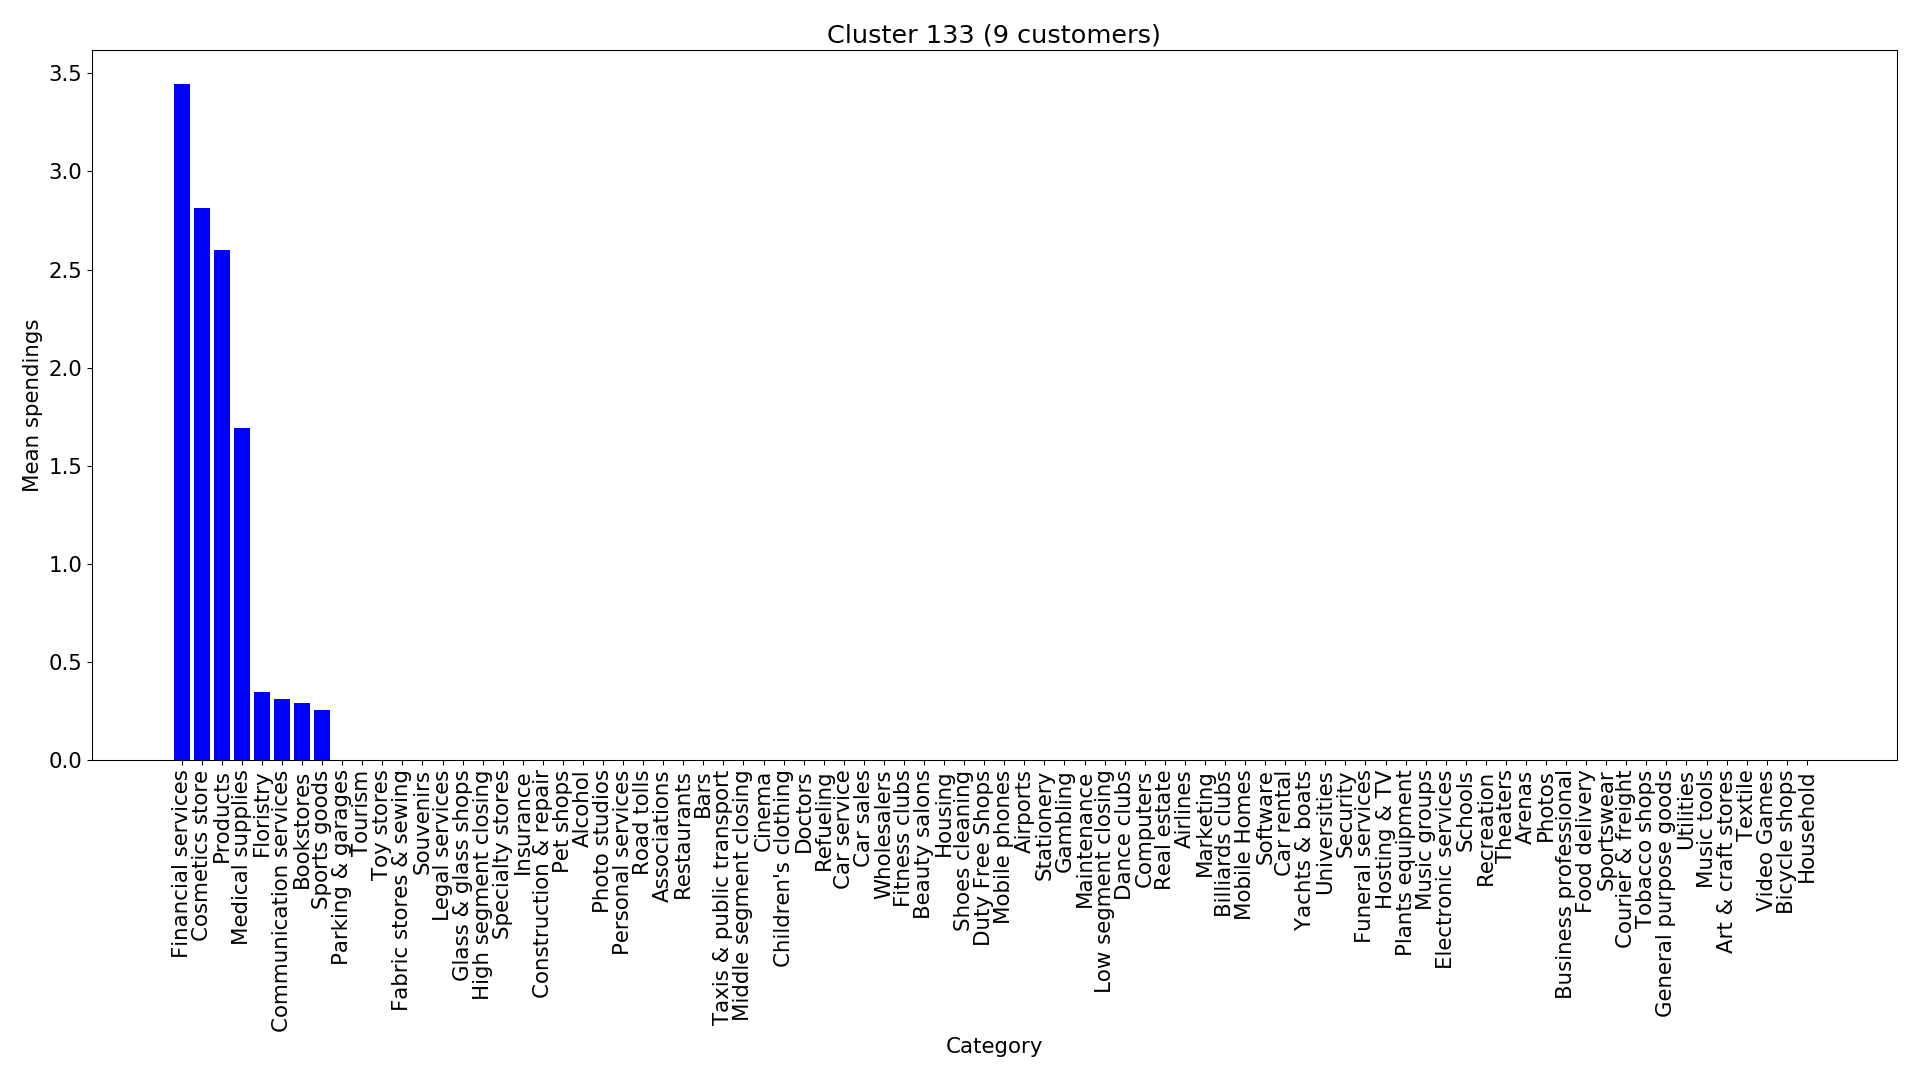 Cluster 133 (9 customers)
Mean spendings
3.5
3.0
2.5
2.0
1.5
1.0
0.5
0.0
Financial services
Cosmetics store
Products
Medical supplies
Floristry
Communication services
Bookstores
Sports goods
Parking & garages
Tourism
Toy stores
Fabric stores & sewing
Souvenirs
Legal services
Glass & glass shops
High segment closing
Specialty stores
Insurance
Construction & repair
Pet shops
Alcohol
Photo studios
Personal services
Road tolls
Associations
Restaurants
Bars
Taxis & public transport
Middle segment closing
Cinema
Children's clothing
Doctors
Refueling
Car service
Car sales
Wholesalers
Fitness clubs
Beauty salons
Housing
Shoes cleaning
Duty Free Shops
Mobile phones
Airports
Stationery
Gambling
Maintenance
Low segment closing
Dance clubs
Computers
Real estate
Airlines
Marketing
Billiards clubs
Mobile Homes
Software
Car rental
Yachts & boats
Universities
Security
Funeral services
Hosting & TV
Plants equipment
Music groups
Electronic services
Schools
Recreation
Theaters
Arenas
Photos
Business professional
Food delivery
Sportswear
Courier & freight
Tobacco shops
General purpose goods
Utilities
Music tools
Art & craft stores
Textile
Video Games
Bicycle shops
Household
Category